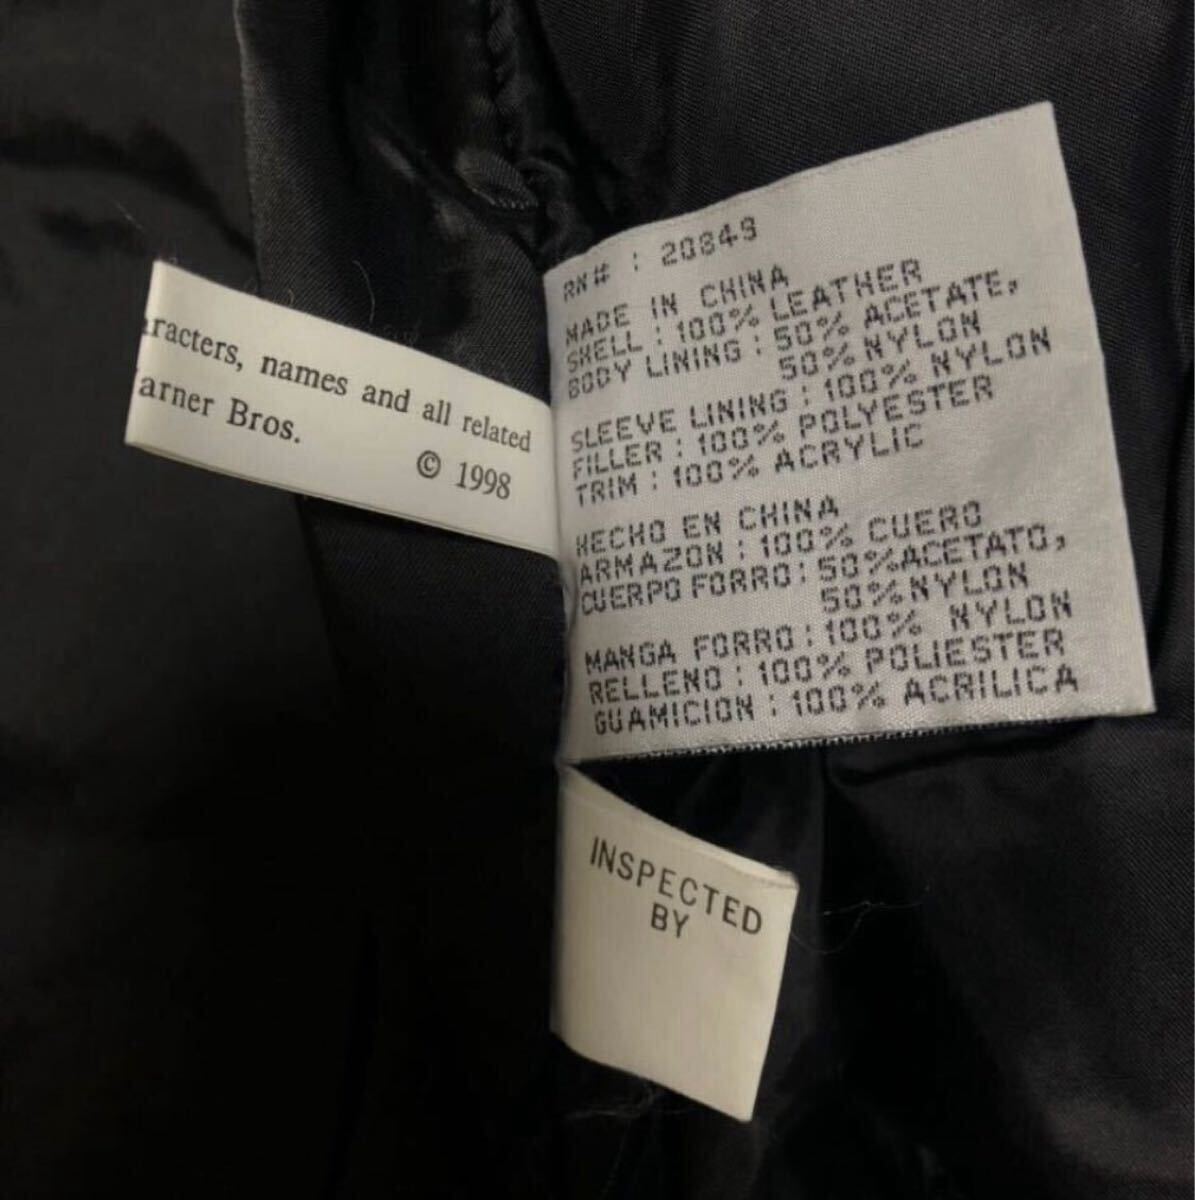 racters, names and all related
arner Bros.
© 1998
RN# : 20849
MADE IN CHINA
SHELL : 100% LEATHER
BODY LINING : 50% ACETATE,
50% NYLON
SLEEVE LINING : 100% NYLON
FILLER : 100% POLYESTER
TRIM : 100% ACRYLIC
HECHO EN CHINA
ARMAZON : 100% CUERO
CUERPO FORRO : 50% ACETATO,
50% NYLON
MANGA FORRO : 100% NYLON
RELLENO : 100% POLIESTER
GUAMICION : 100% ACRILICA
INSPECTED
BY